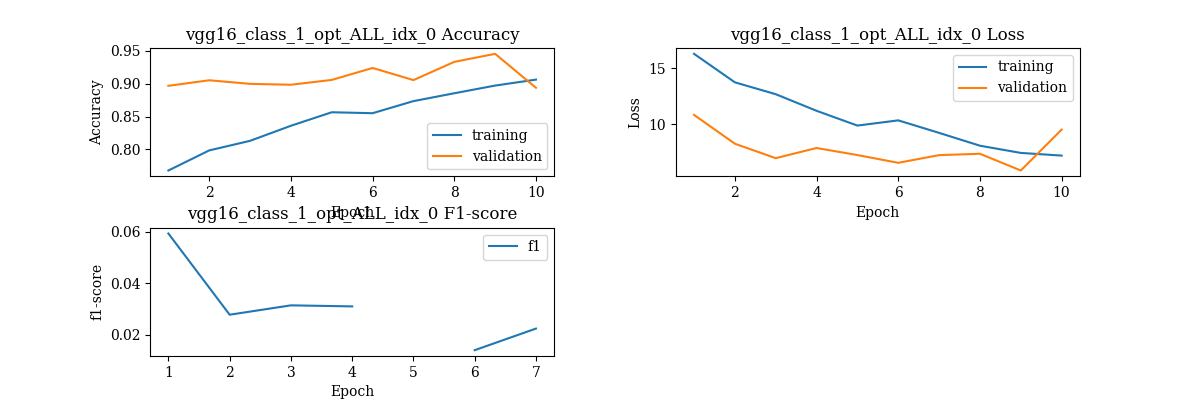 vgg16_class_1_opt_ALL_idx_0 Accuracy
0.95
0.90
0.85
0.80
Accuracy
training
validation
2
4
6
8
10
Epoch
vgg16_class_1_opt_ALL_idx_0 Loss
15
10
Loss
training
validation
2
4
6
8
10
Epoch
vgg16_class_1_opt_ALL_idx_0 F1-score
0.06
0.04
0.02
f1-score
f1
1
2
3
4
5
6
7
Epoch